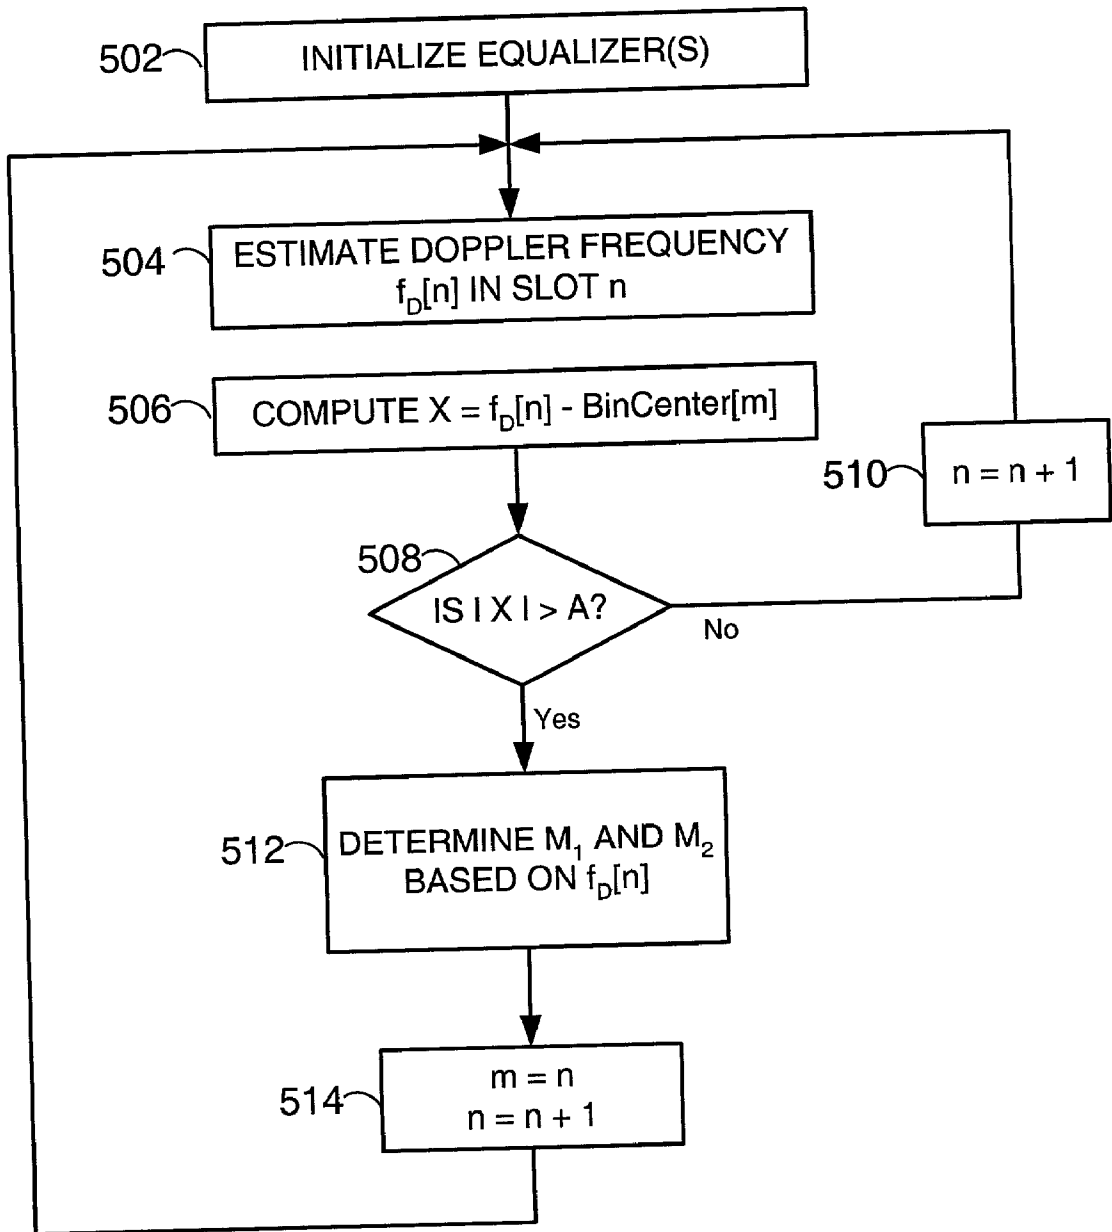 502
INITIALIZE EQUALIZER(S)
504
ESTIMATE DOPPLER FREQUENCY
f_D[n] IN SLOT n
506
COMPUTE X = f_D[n] - BinCenter[m]
510
n = n + 1
508
IS I X I > A?
No
Yes
512
DETERMINE M₁ AND M₂
BASED ON f_D[n]
514
m = n
n = n + 1